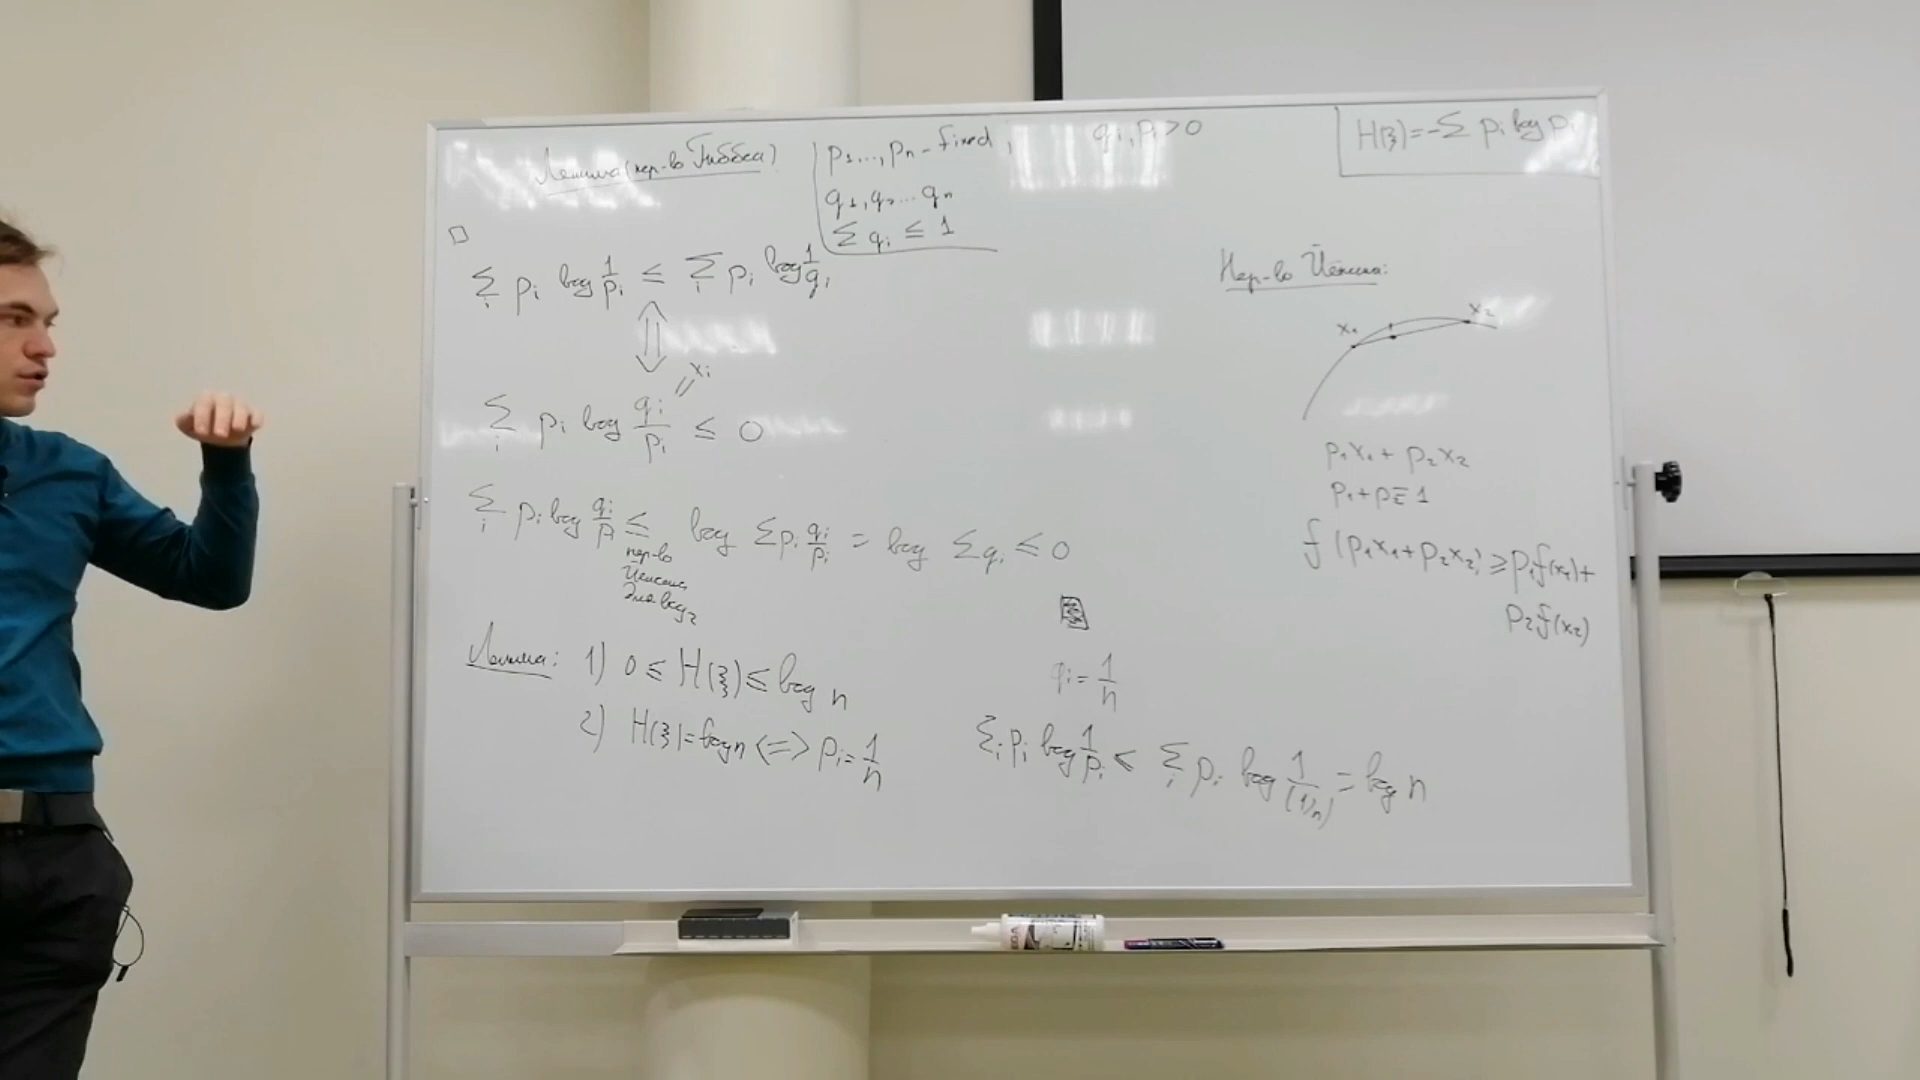 Лемма (нер-во Гиббса)
p₁..., pₙ - fixed,
qᵢ, pᵢ > 0
q₁, q₂... qₙ
∑ qᵢ ≤ 1
H(ξ) = -∑ pᵢ log pᵢ
∑ᵢ pᵢ log 1/pᵢ ≤ ∑ᵢ pᵢ log 1/qᵢ
⇕
xᵢ
∑ᵢ pᵢ log qᵢ/pᵢ ≤ 0
∑ᵢ pᵢ log qᵢ/pᵢ ≤ log ∑ pᵢ qᵢ/pᵢ = log ∑ qᵢ ≤ 0
нер-во
Йенсена
для log₂
Лемма: 1) 0 ≤ H(ξ) ≤ log n
2) H(ξ) = log n <=> pᵢ = 1/n
qᵢ = 1/n
∑ᵢ pᵢ log 1/pᵢ < ∑ᵢ pᵢ log 1/(1/n) = log n
Нер-во Йенсена:
x₁ x₂
p₁x₁ + p₂x₂
p₁ + p₂ = 1
f(p₁x₁ + p₂x₂) ≥ p₁f(x₁) +
p₂f(x₂)